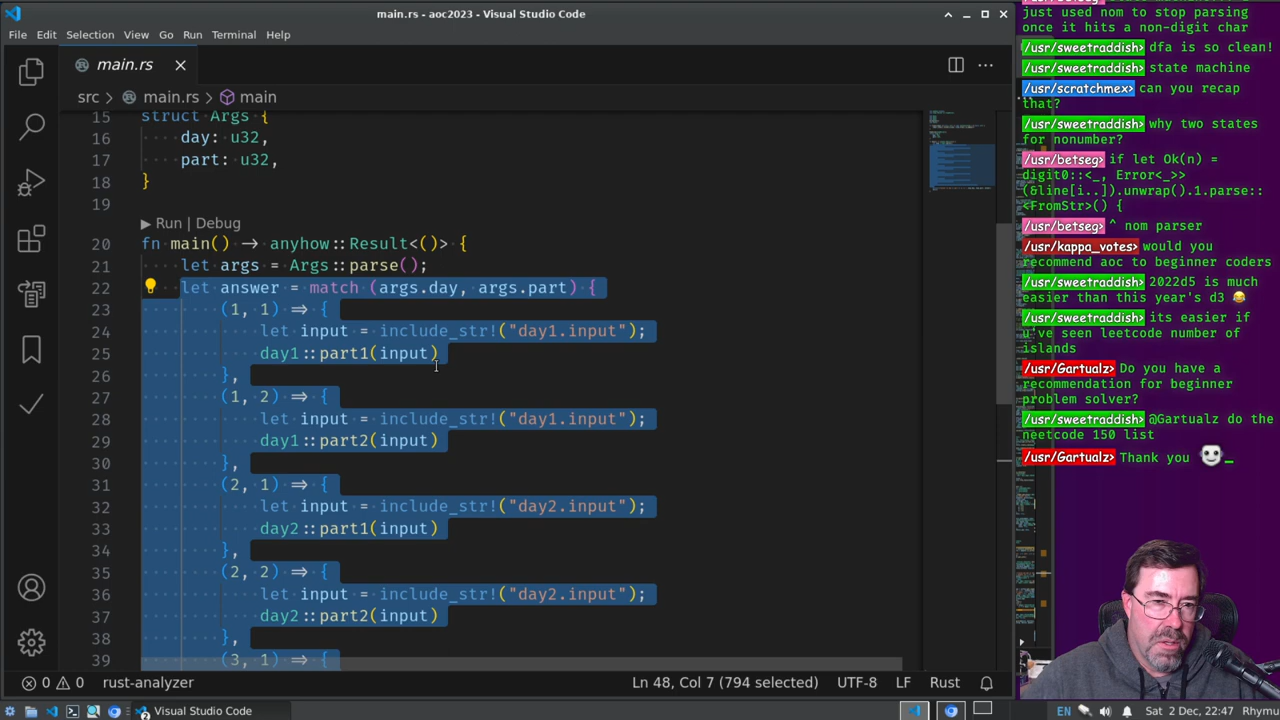 main.rs - aoc2023 - Visual Studio Code
File Edit Selection View Go Run Terminal Help
main.rs
src > main.rs > main
15 struct Args {
16 day: u32,
17 part: u32,
18 }
19
Run | Debug
20 fn main() -> anyhow::Result<()> {
21 let args = Args::parse();
22 let answer = match (args.day, args.part) {
23 (1, 1) => {
24 let input = include_str!("day1.input");
25 day1::part1(input)
26 },
27 (1, 2) => {
28 let input = include_str!("day1.input");
29 day1::part2(input)
30 },
31 (2, 1) => {
32 let input = include_str!("day2.input");
33 day2::part1(input)
34 },
35 (2, 2) => {
36 let input = include_str!("day2.input");
37 day2::part2(input)
38 },
39 (3, 1) => {
0 0 rust-analyzer Ln 48, Col 7 (794 selected) UTF-8 LF Rust
2 Visual Studio Code EN Sat 2 Dec, 22:47 Rhymu
just used nom to stop parsing
once it hits a non-digit char
/usr/sweetraddish> dfa is so clean!
/usr/sweetraddish> state machine
/usr/scratchmex> can you recap
that?
/usr/sweetraddish> why two states
for nonumber?
/usr/betseg> if let Ok(n) =
digit0::<_, Error<_>>
(&line[i..]).unwrap().1.parse::
<FromStr>() {
/usr/betseg> ^ nom parser
/usr/kappa_votes> would you
recommend aoc to beginner coders
/usr/sweetraddish> 2022d5 is much
easier than this year's d3 😂
/usr/sweetraddish> its easier if
u've seen leetcode number of
islands
/usr/Gartualz> Do you have a
recommendation for beginner
problem solver?
/usr/sweetraddish> @Gartualz do the
neetcode 150 list
/usr/Gartualz> Thank you _